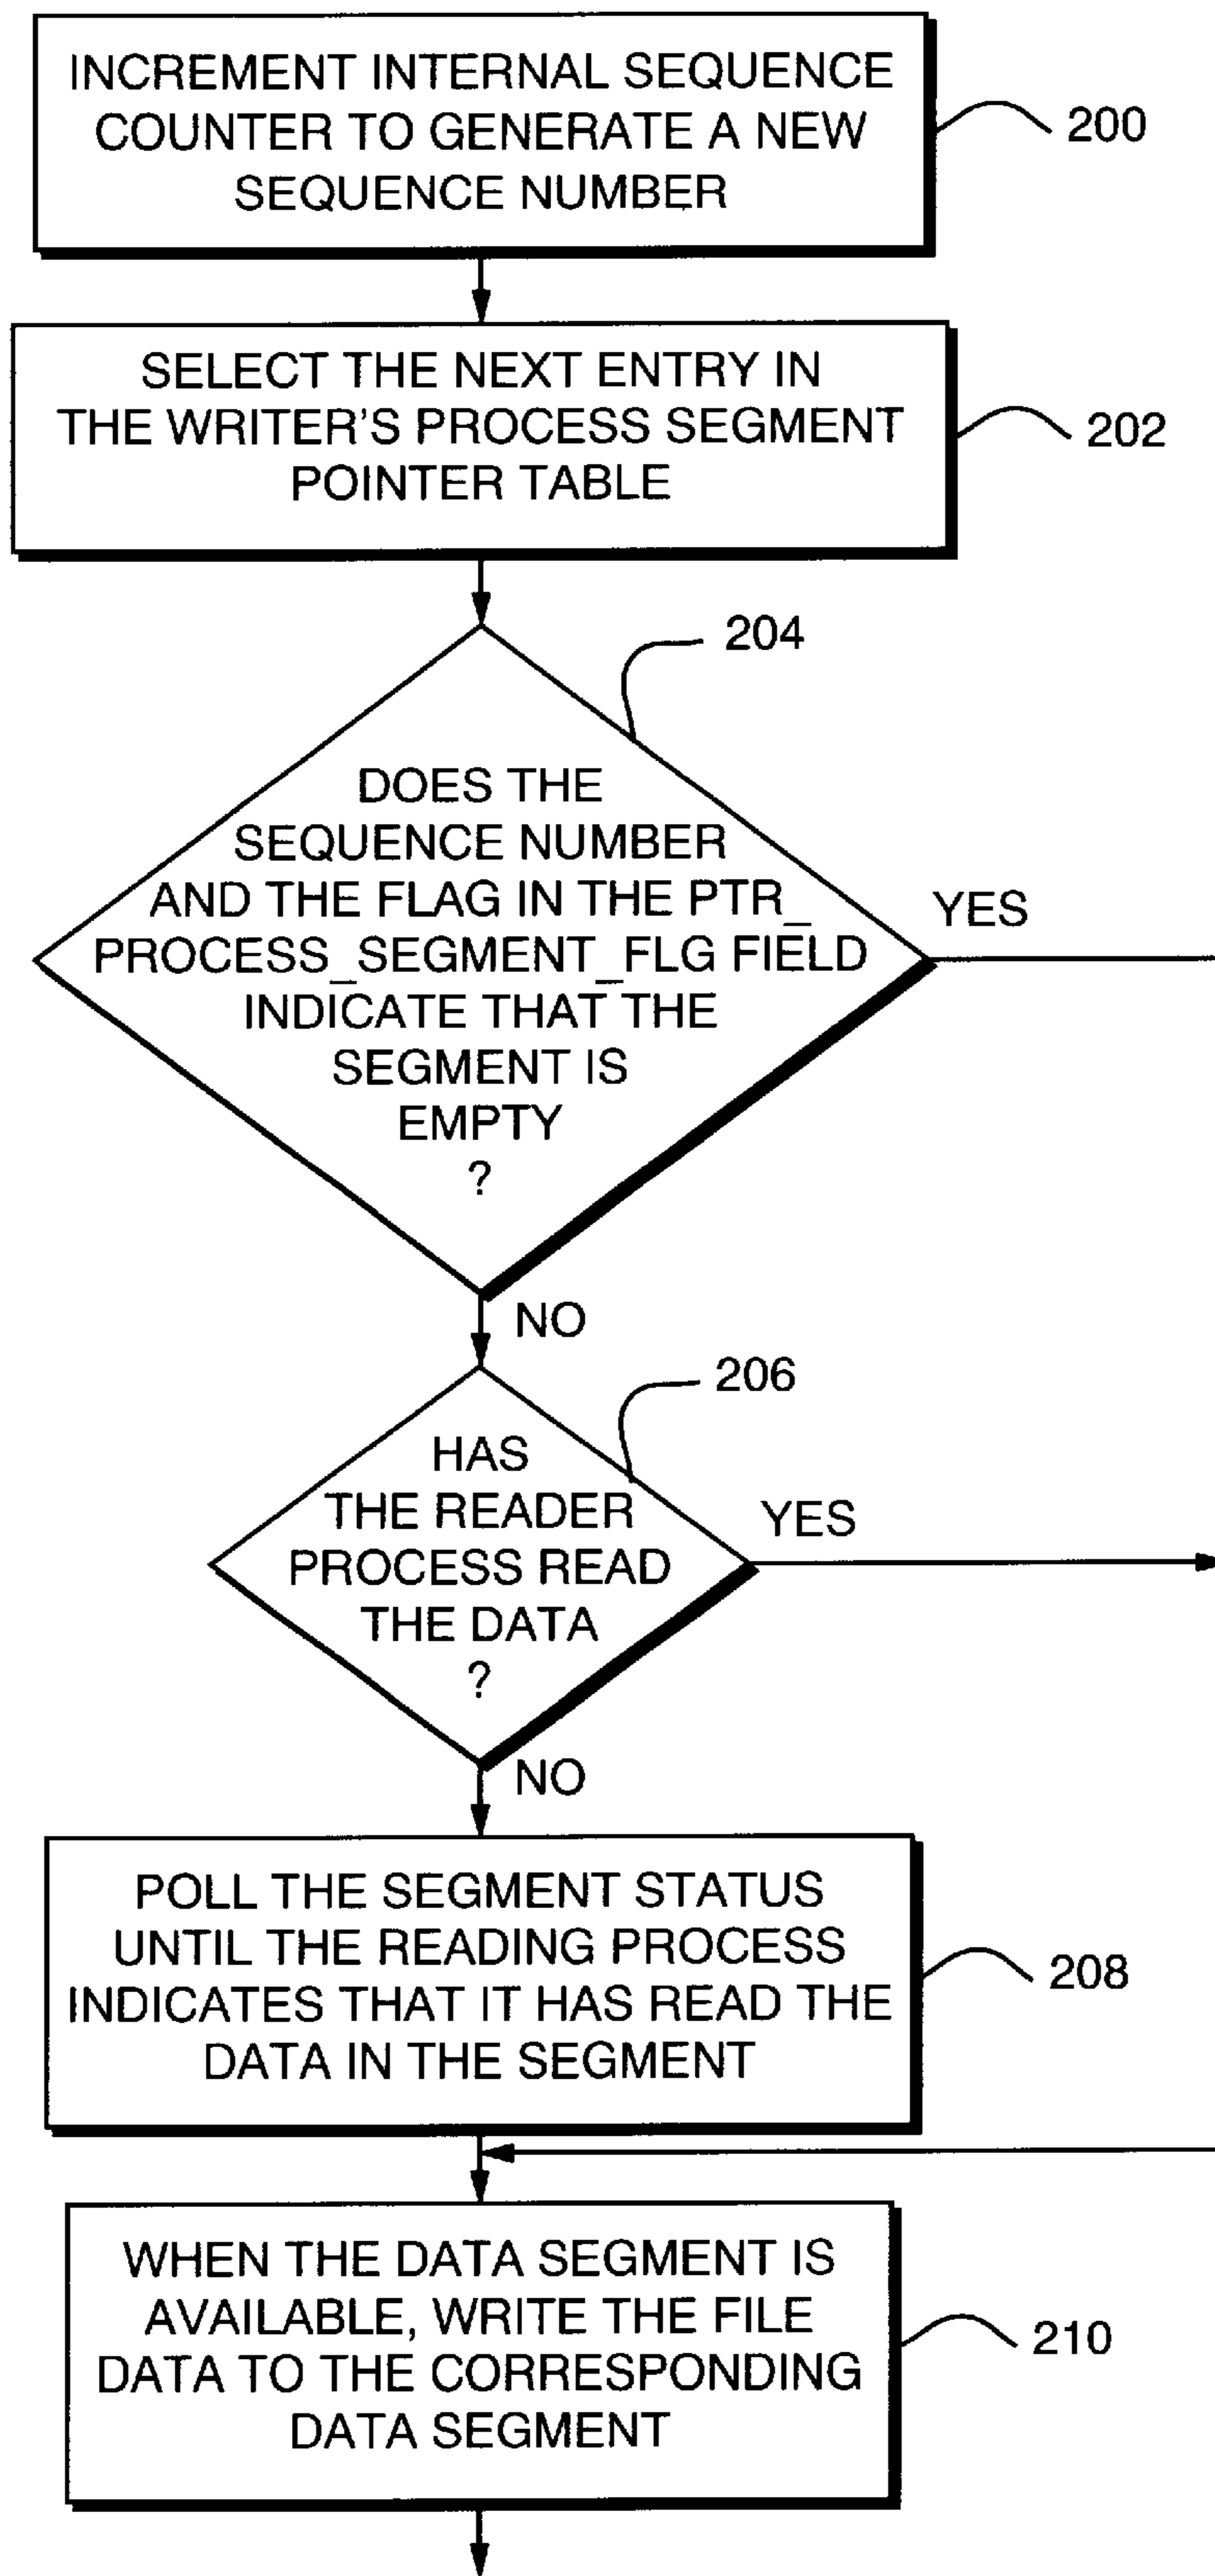 INCREMENT INTERNAL SEQUENCE
COUNTER TO GENERATE A NEW
SEQUENCE NUMBER
200
SELECT THE NEXT ENTRY IN
THE WRITER'S PROCESS SEGMENT
POINTER TABLE
202
204
DOES THE
SEQUENCE NUMBER
AND THE FLAG IN THE PTR_
PROCESS_SEGMENT_FLG FIELD
INDICATE THAT THE
SEGMENT IS
EMPTY
?
YES
NO
206
HAS
THE READER
PROCESS READ
THE DATA
?
YES
NO
POLL THE SEGMENT STATUS
UNTIL THE READING PROCESS
INDICATES THAT IT HAS READ THE
DATA IN THE SEGMENT
208
WHEN THE DATA SEGMENT IS
AVAILABLE, WRITE THE FILE
DATA TO THE CORRESPONDING
DATA SEGMENT
210